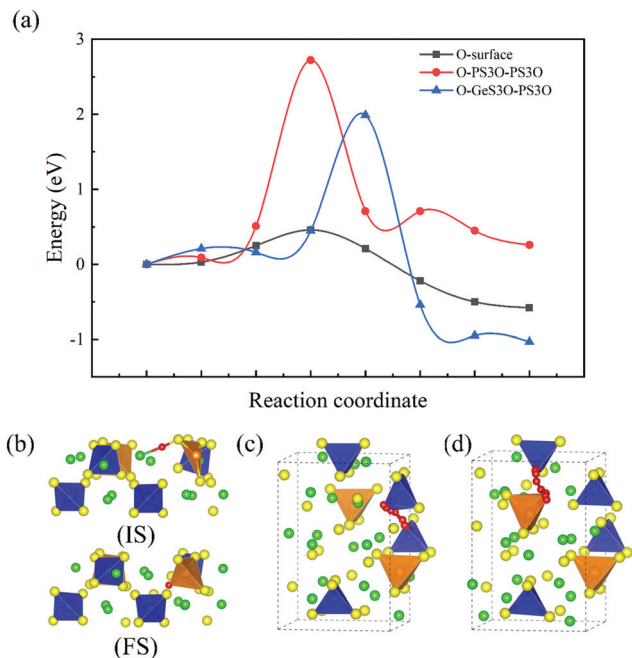 (a)
3
2
1
0
-1
Energy (eV)
O-surface
O-PS3O-PS3O
O-GeS3O-PS3O
Reaction coordinate
(b)
(c)
(d)
(IS)
(FS)